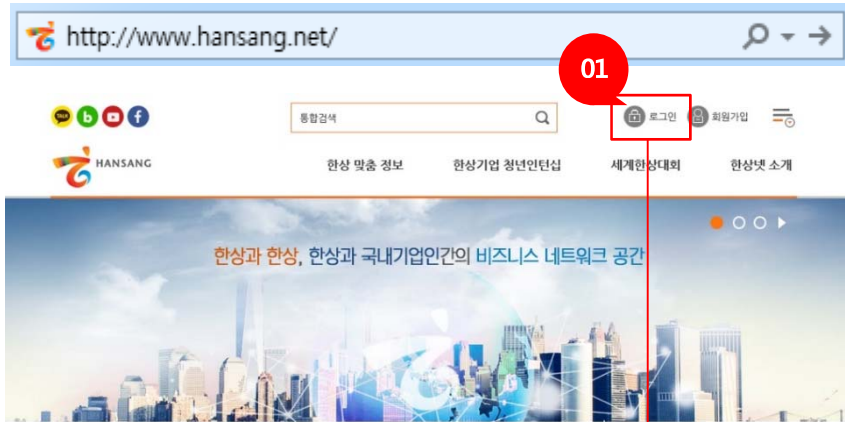 http://www.hansang.net/
01
TALK
b
f
통합검색
로그인
회원가입
HANSANG
한상 맞춤 정보
한상기업 청년인턴십
세계한상대회
한상넷 소개
한상과 한상, 한상과 국내기업인간의 비즈니스 네트워크 공간